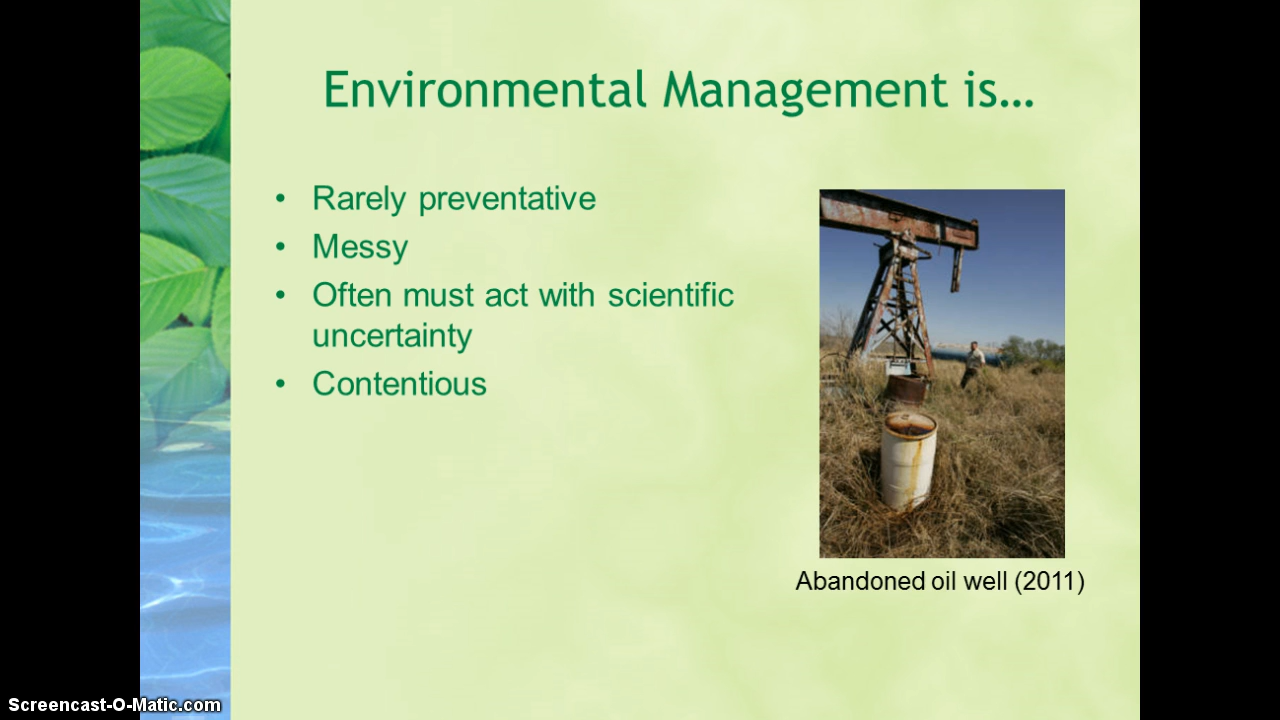 Environmental Management is...
• Rarely preventative
• Messy
• Often must act with scientific
uncertainty
• Contentious
Abandoned oil well (2011)
Screencast-O-Matic.com